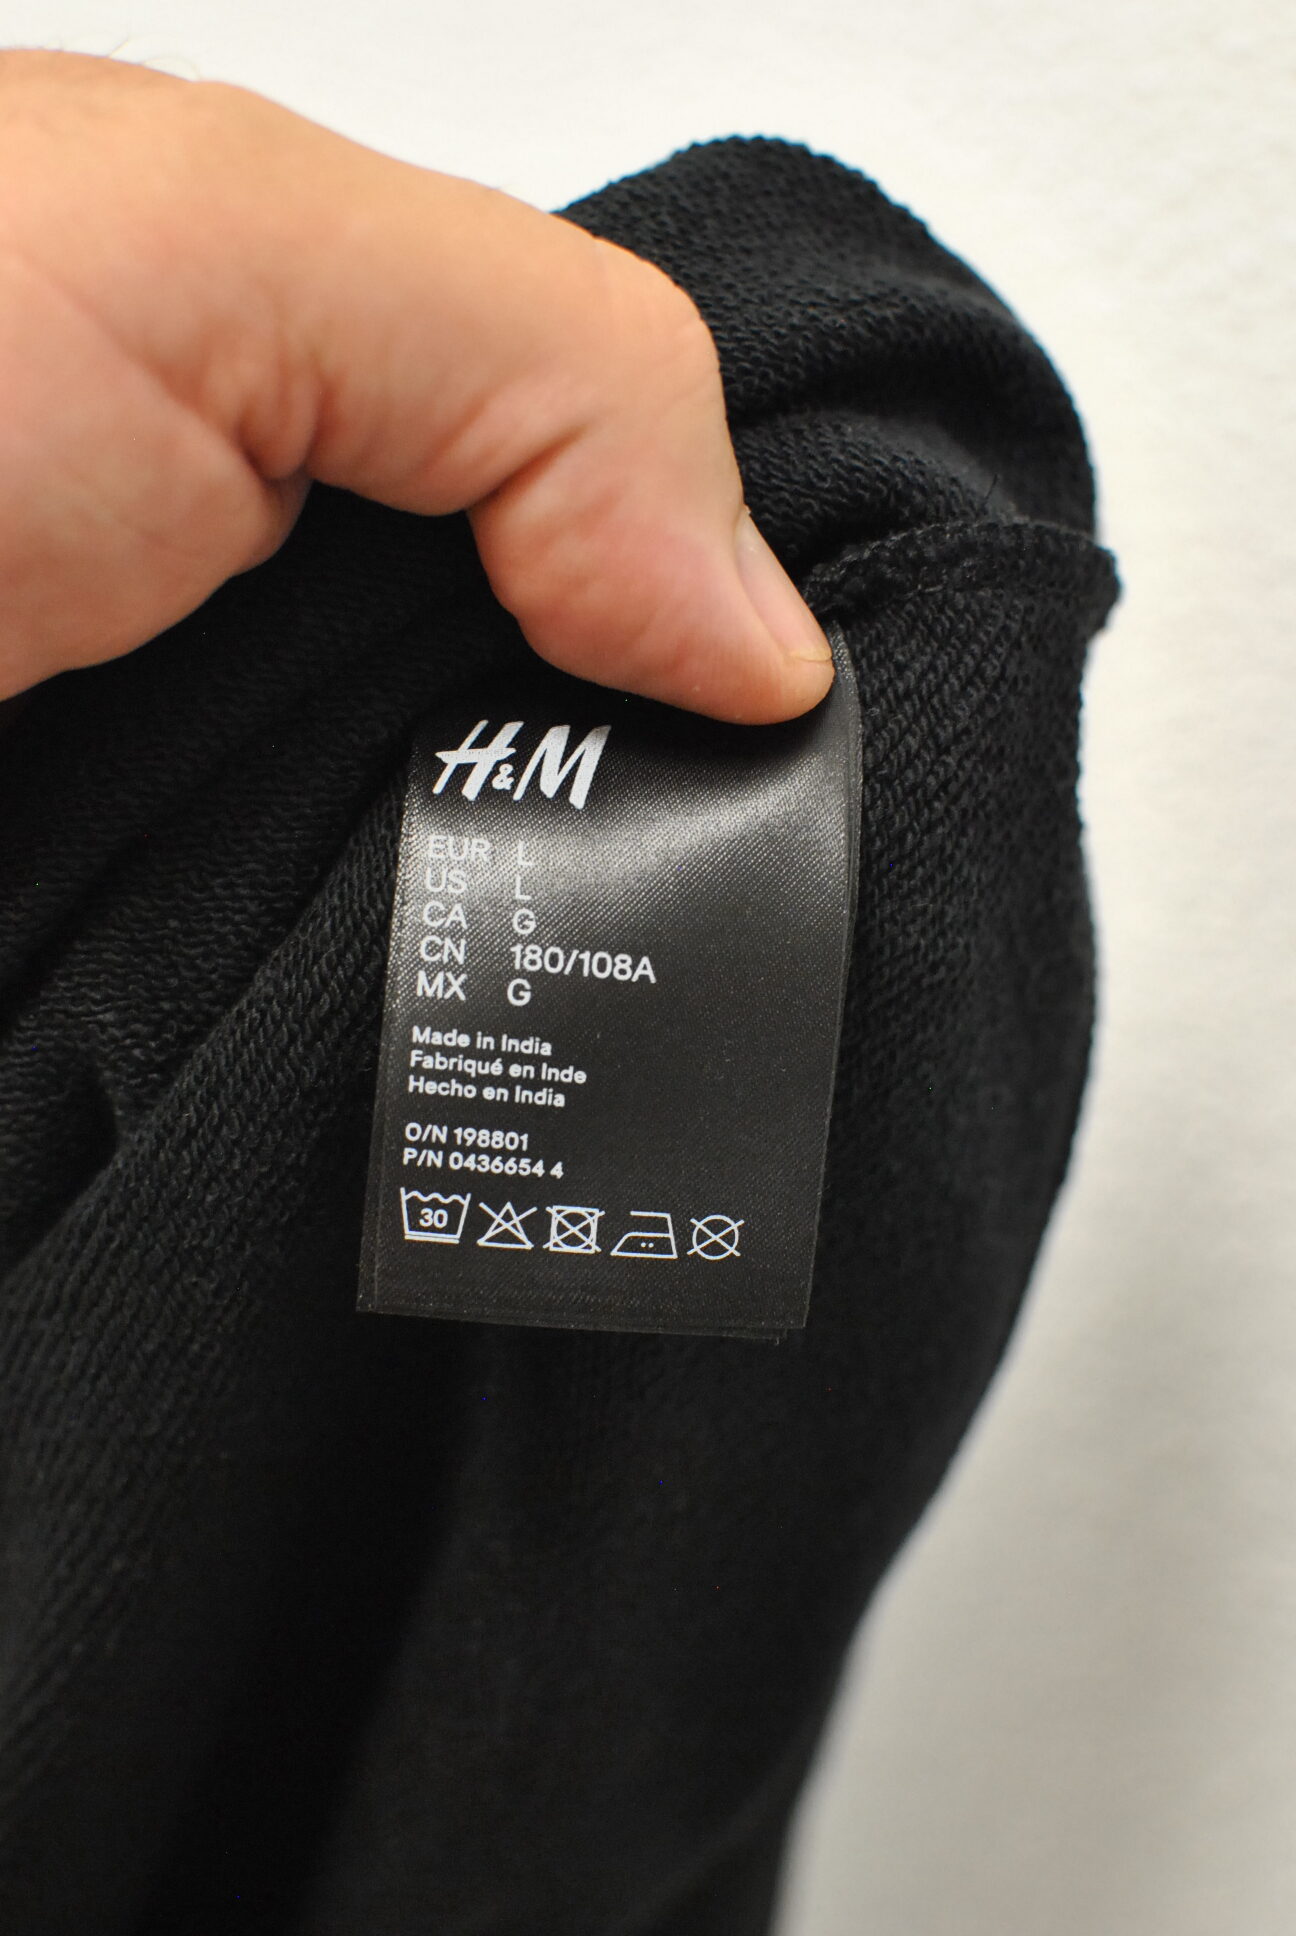 H&M
EUR L
US L
CA G
CN 180/108A
MX G
Made in India
Fabriqué en Inde
Hecho en India
O/N 198801
P/N 0436654 4
30